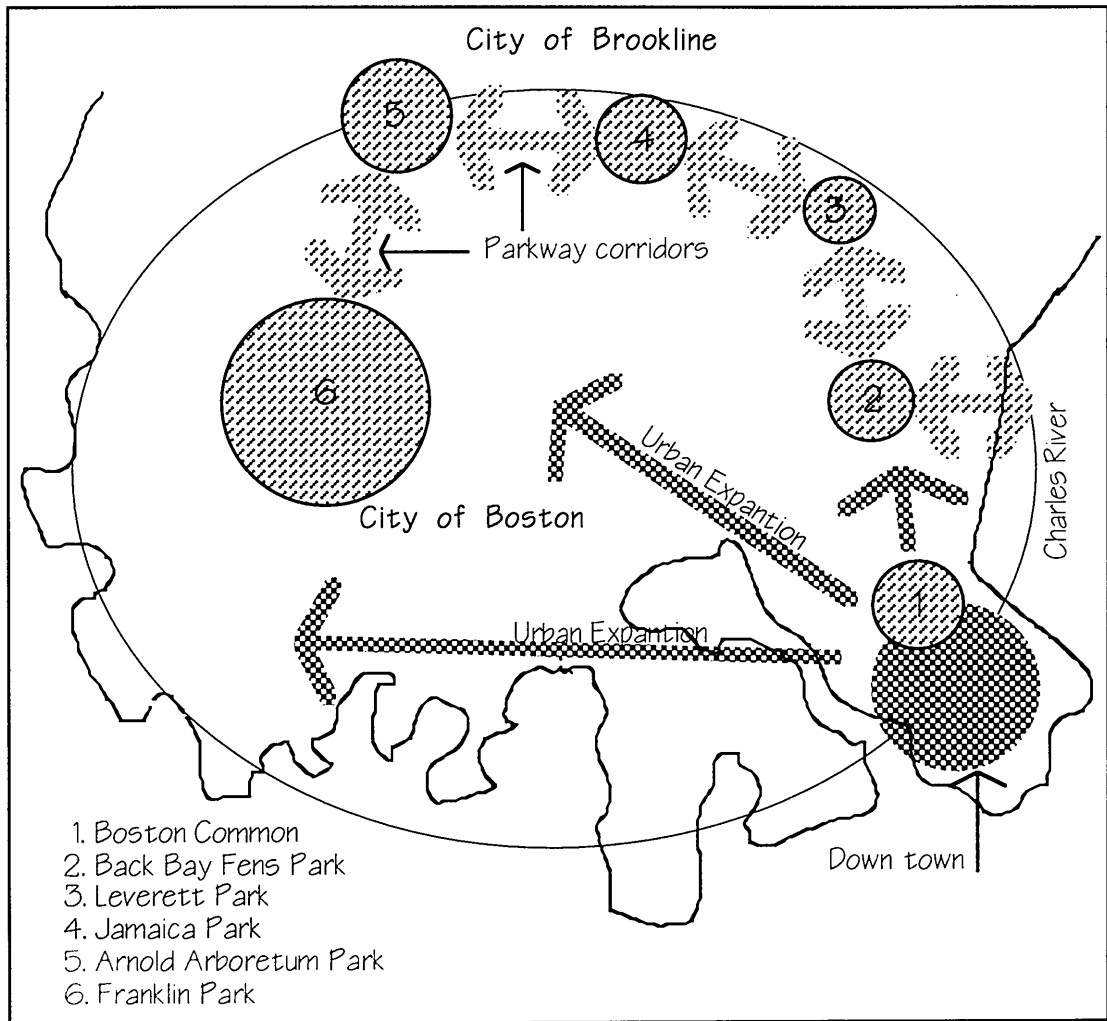 City of Brookline
5
4
3
Parkway corridors
6
2
Urban Expantion
Charles River
City of Boston
1
Urban Expantion
1. Boston Common
2. Back Bay Fens Park
3. Leverett Park
4. Jamaica Park
5. Arnold Arboretum Park
6. Franklin Park
Down town